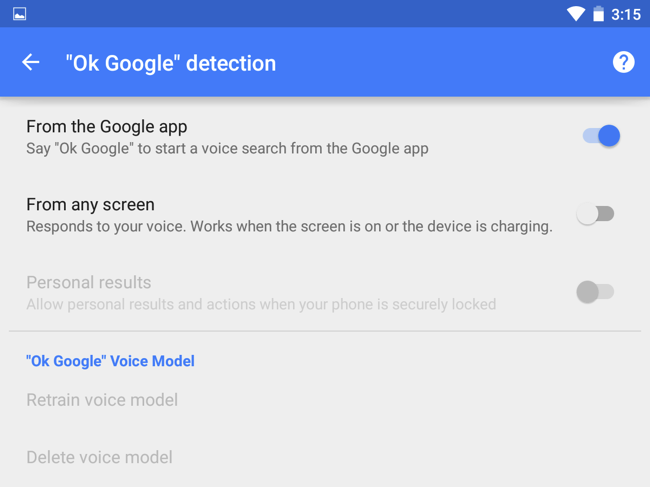 3:15
"Ok Google" detection
From the Google app
Say "Ok Google" to start a voice search from the Google app
From any screen
Responds to your voice. Works when the screen is on or the device is charging.
Personal results
Allow personal results and actions when your phone is securely locked
"Ok Google" Voice Model
Retrain voice model
Delete voice model